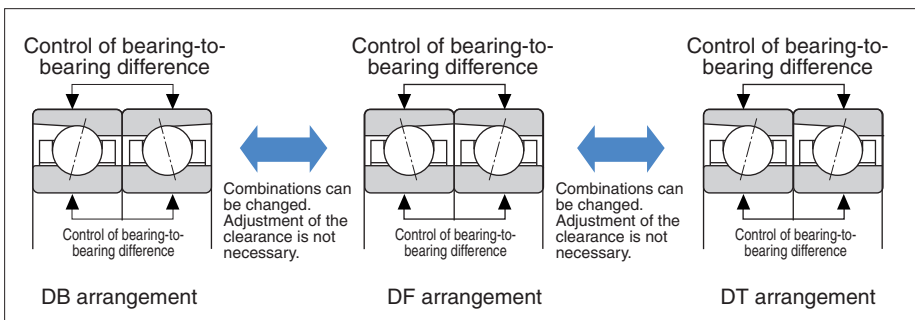 Control of bearing-to-
bearing difference
Control of bearing-to-
bearing difference
DB arrangement
Combinations can
be changed.
Adjustment of the
clearance is not
necessary.
Control of bearing-to-
bearing difference
Control of bearing-to-
bearing difference
DF arrangement
Combinations can
be changed.
Adjustment of the
clearance is not
necessary.
Control of bearing-to-
bearing difference
Control of bearing-to-
bearing difference
DT arrangement